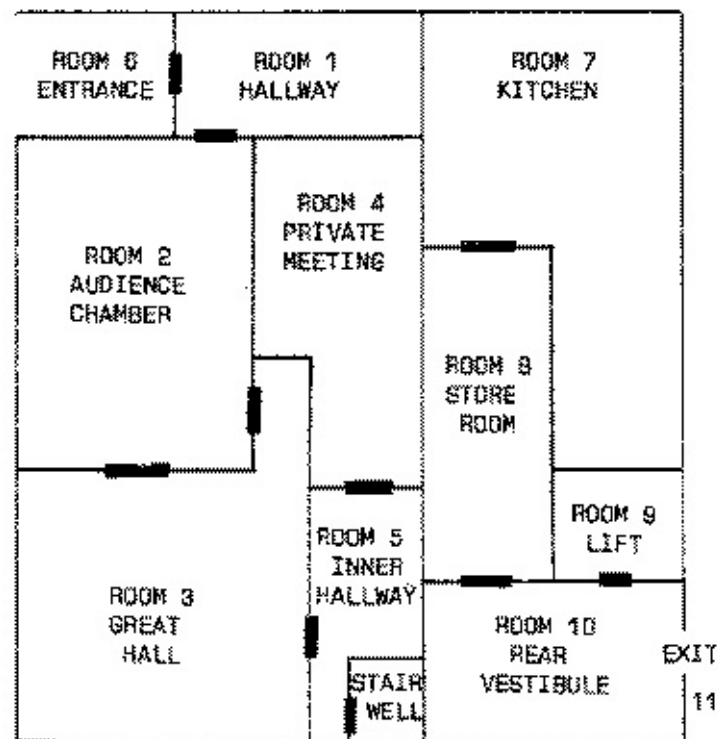 ROOM 6
ENTRANCE
ROOM 1
HALLWAY
ROOM 7
KITCHEN
ROOM 2
AUDIENCE
CHAMBER
ROOM 4
PRIVATE
MEETING
ROOM 8
STORE
ROOM
ROOM 9
LIFT
ROOM 3
GREAT
HALL
ROOM 5
INNER
HALLWAY
STAIR
WELL
ROOM 10
REAR
VESTIBULE
EXIT
11